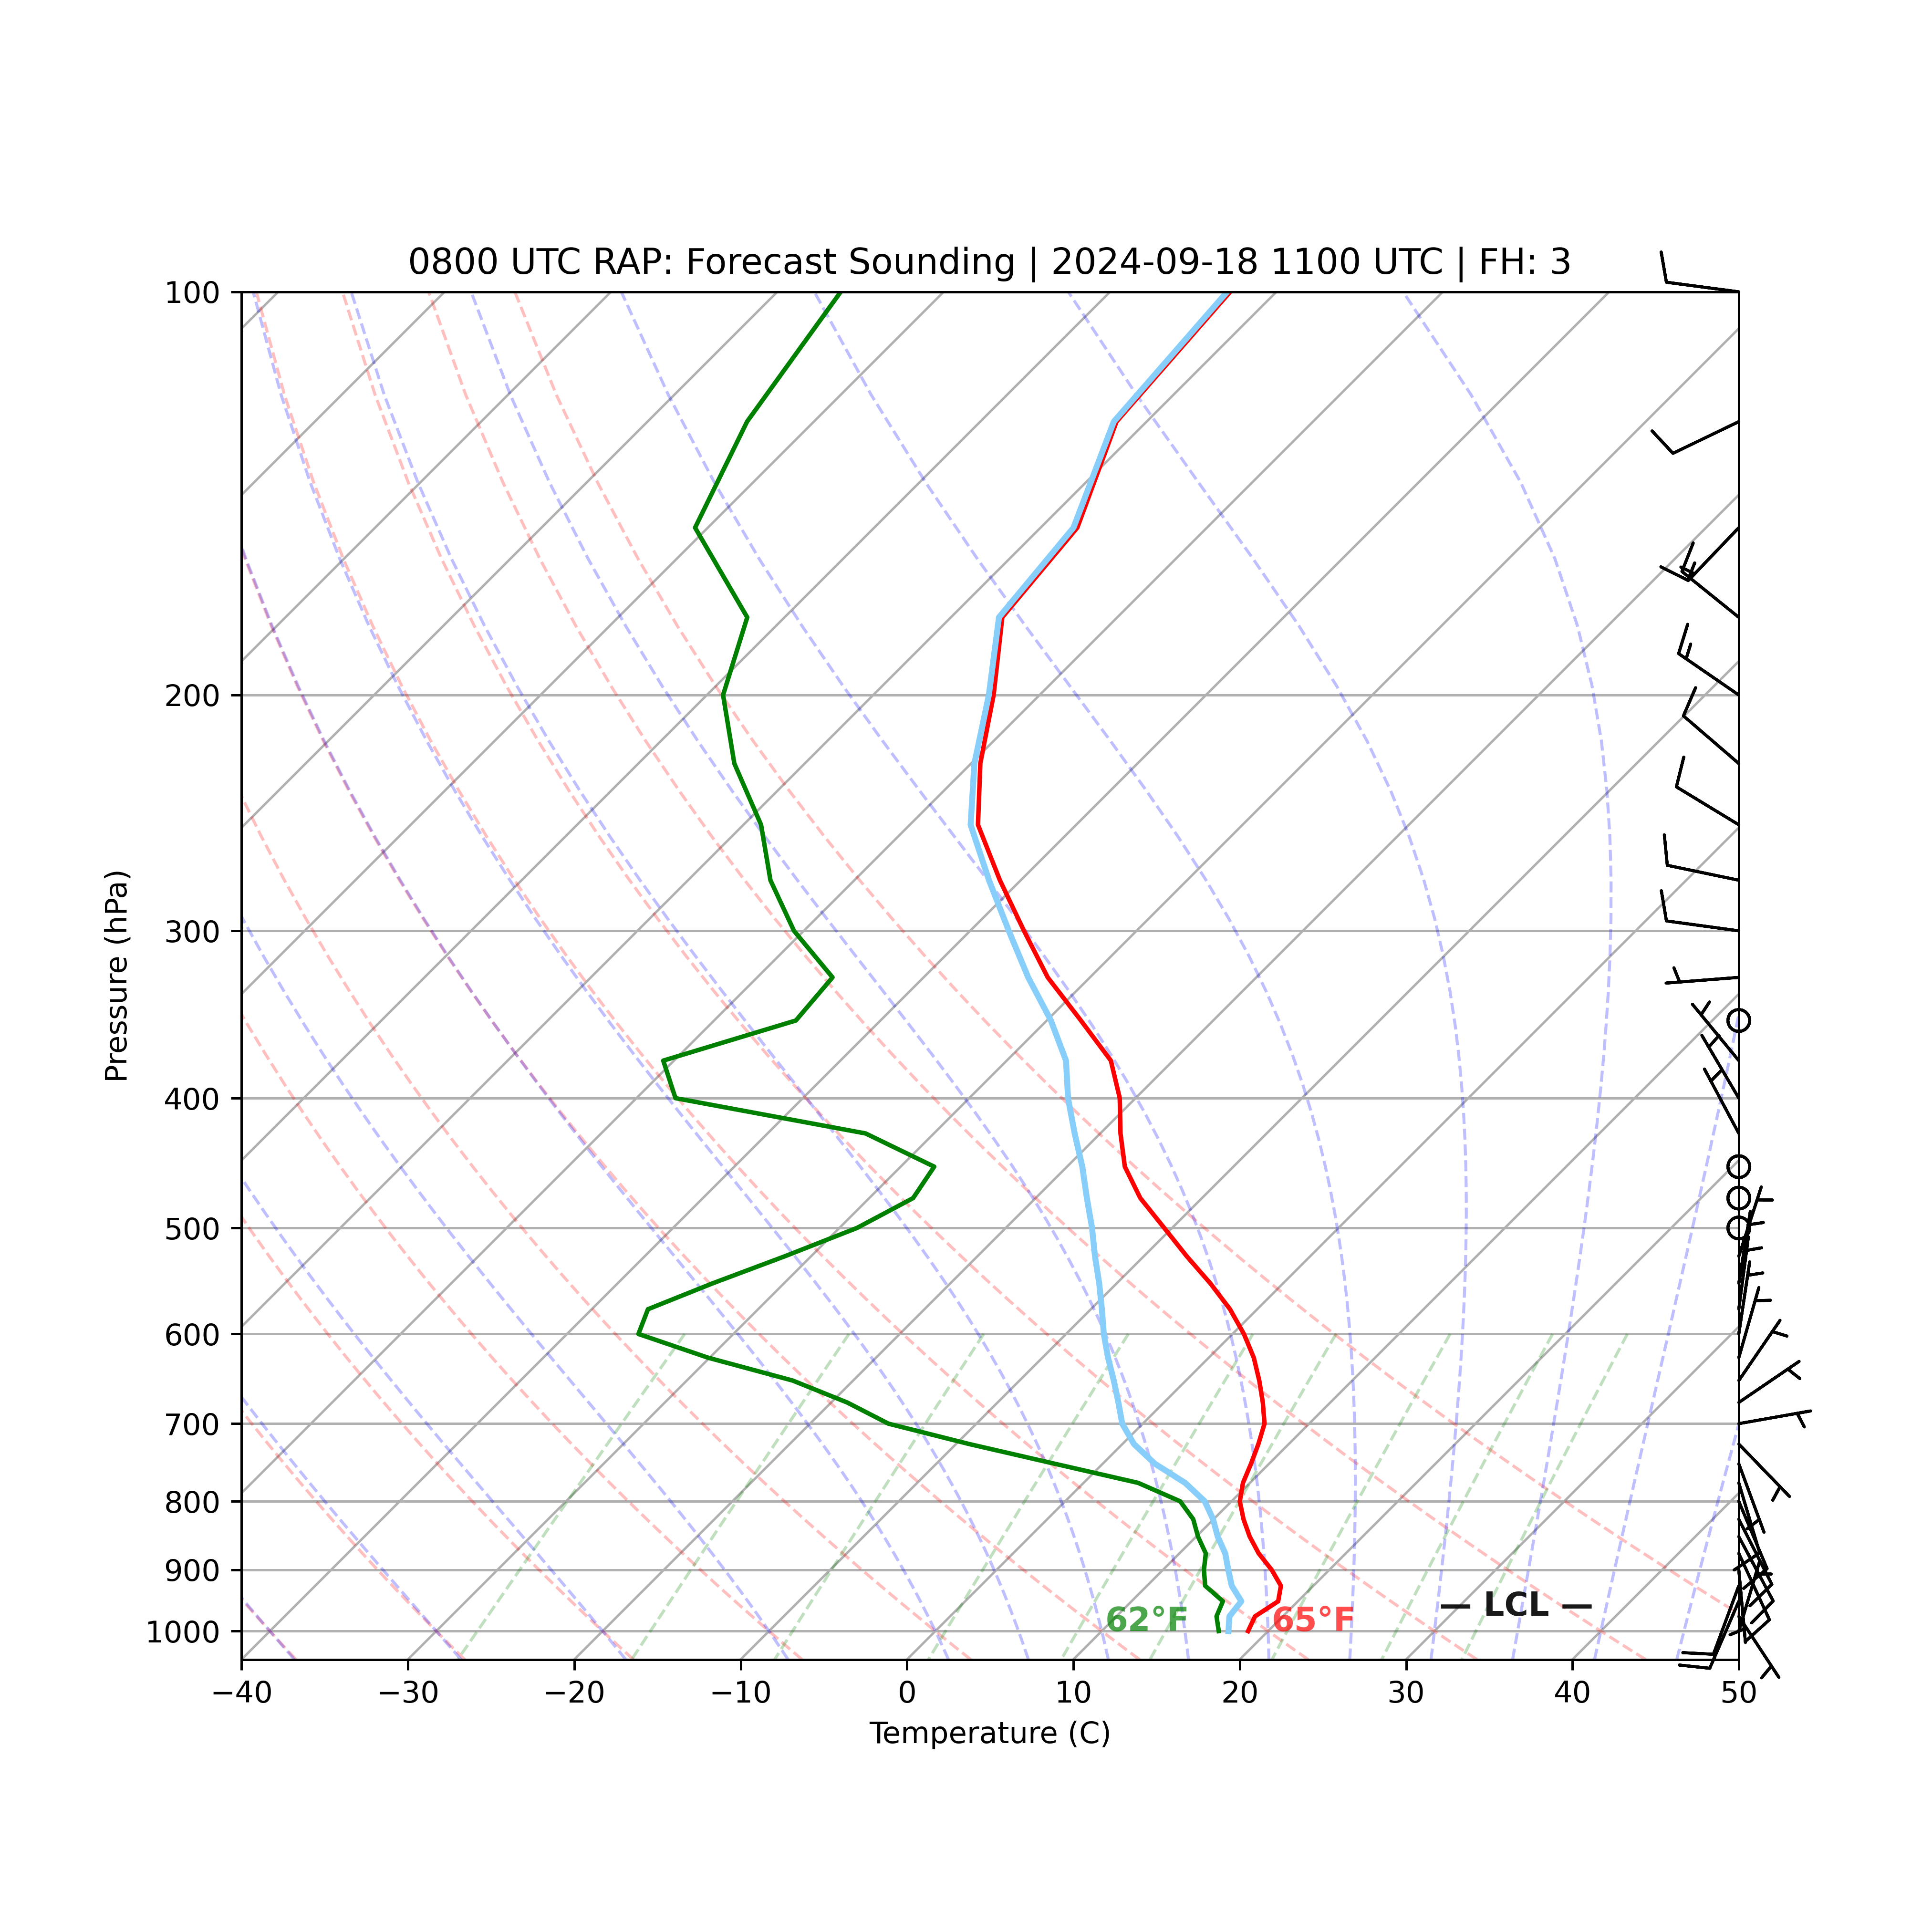 0800 UTC RAP: Forecast Sounding | 2024-09-18 1100 UTC | FH: 3
100
200
300
400
500
600
700
800
900
1000
Pressure (hPa)
62°F
65°F
— LCL —
−40 −30 −20 −10 0 10 20 30 40 50
Temperature (C)